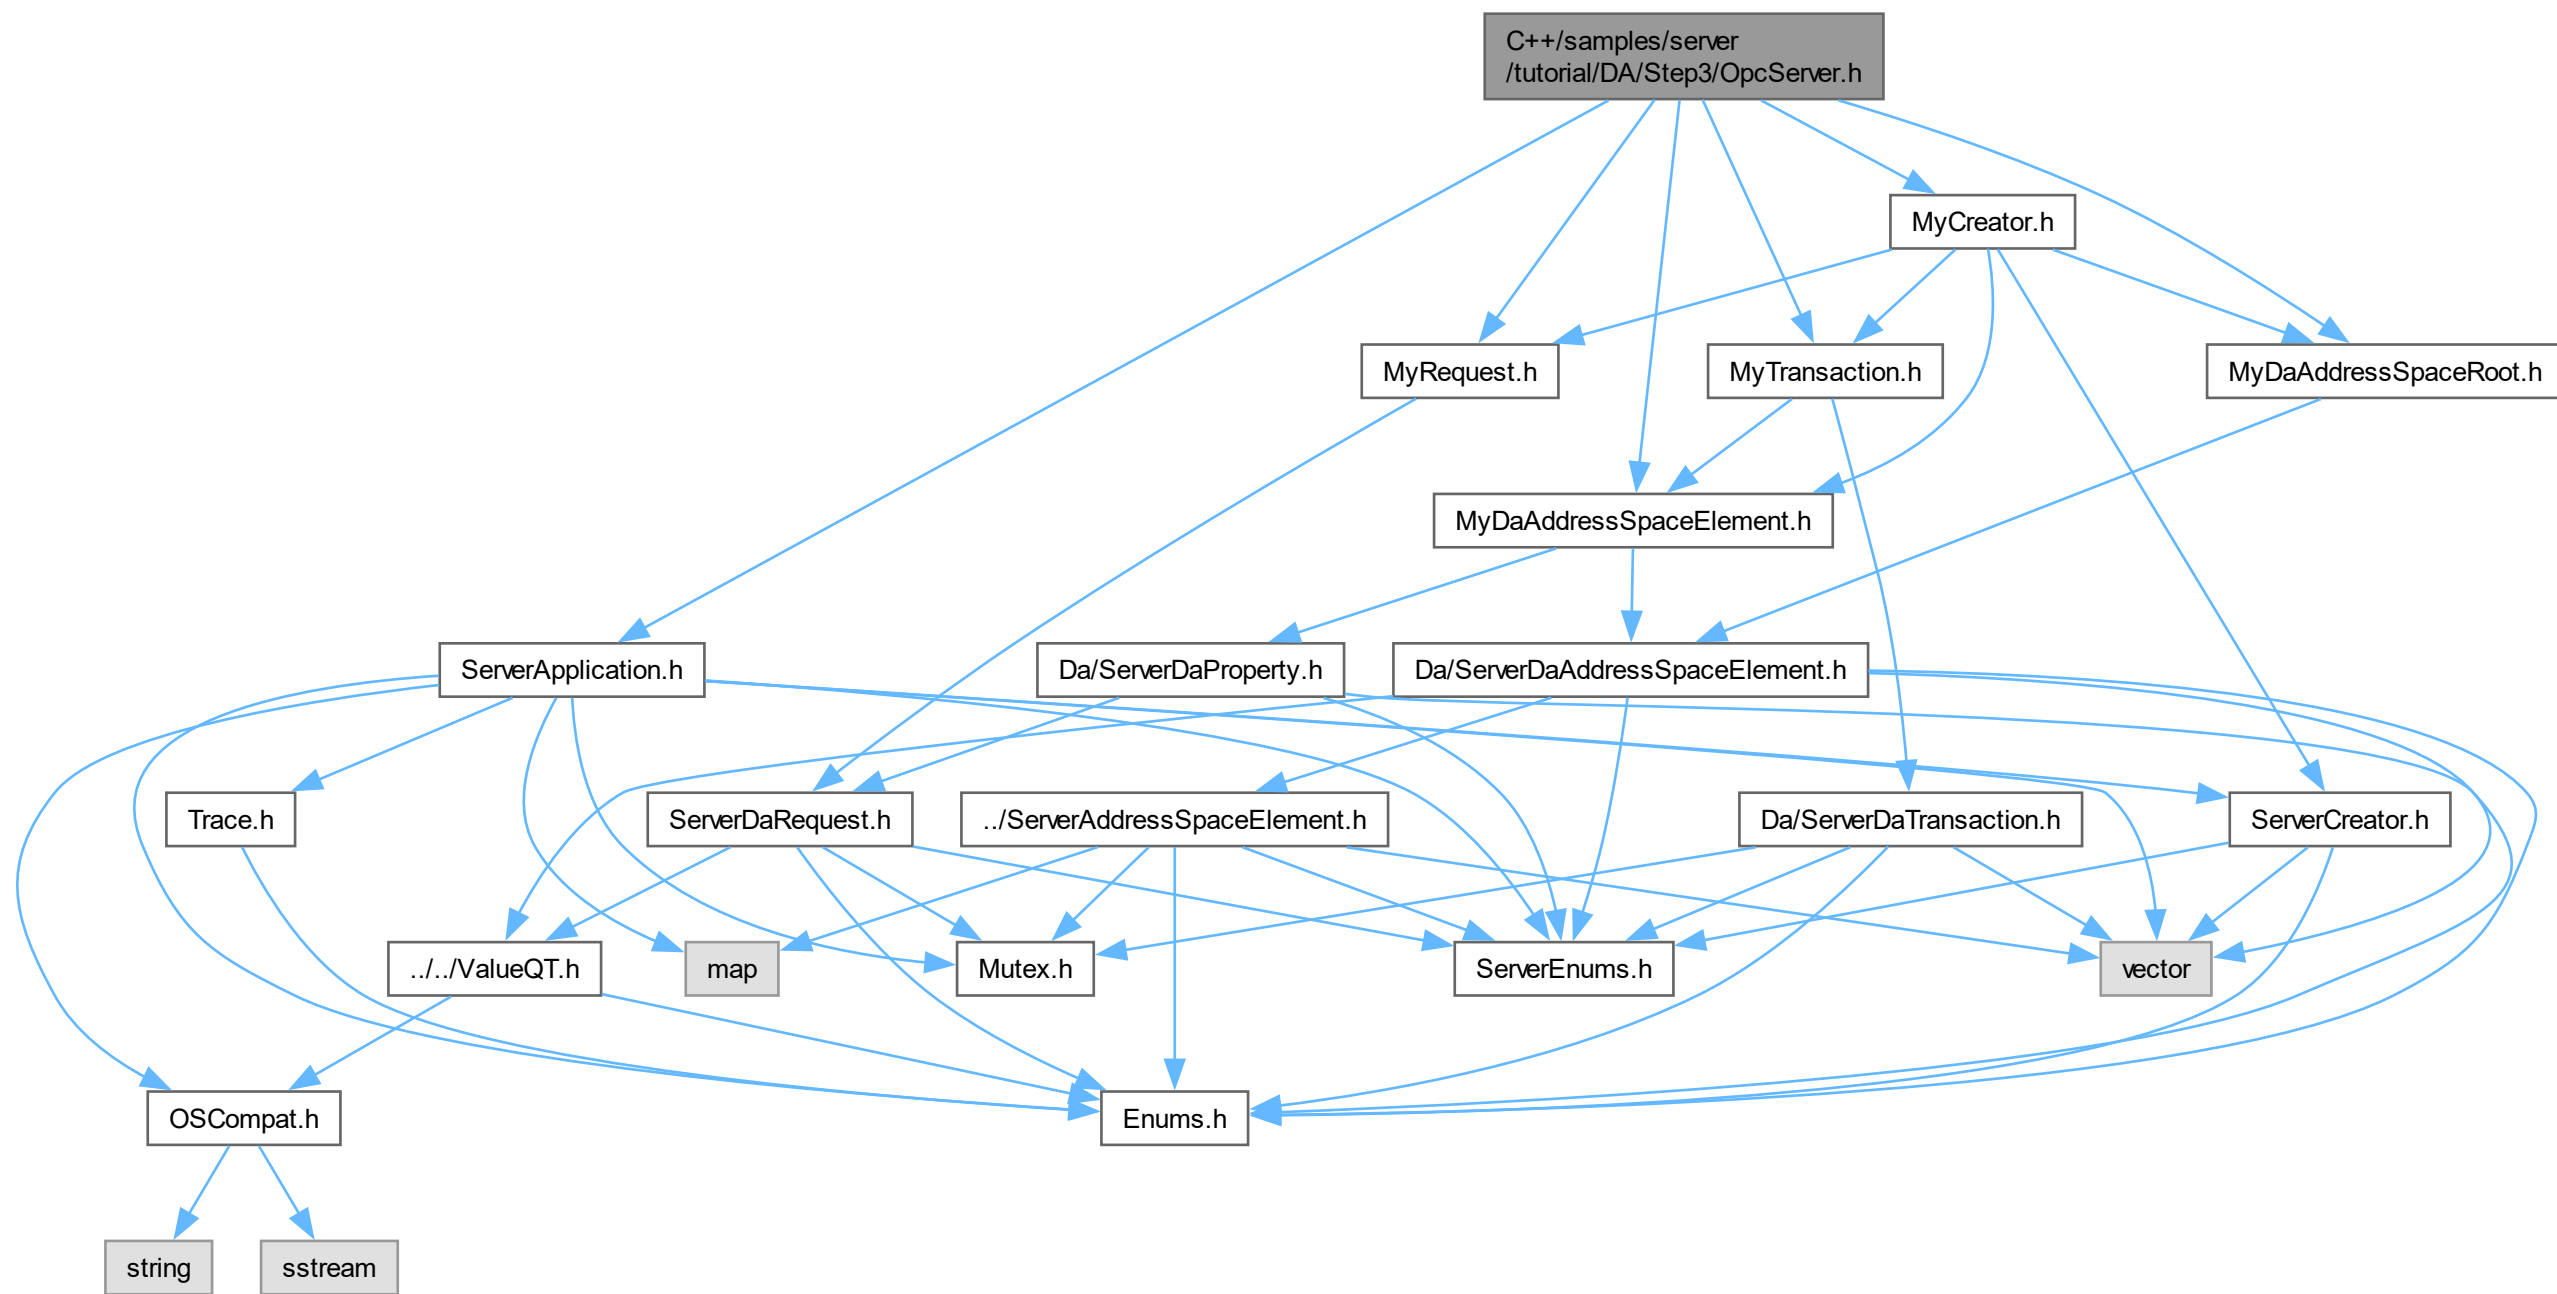 C++/samples/server
/tutorial/DA/Step3/OpcServer.h
MyCreator.h
MyRequest.h
MyTransaction.h
MyDaAddressSpaceRoot.h
MyDaAddressSpaceElement.h
ServerApplication.h
Da/ServerDaProperty.h
Da/ServerDaAddressSpaceElement.h
Trace.h
ServerDaRequest.h
../ServerAddressSpaceElement.h
Da/ServerDaTransaction.h
ServerCreator.h
../../ValueQT.h
map
Mutex.h
ServerEnums.h
vector
OSCompat.h
Enums.h
string
sstream